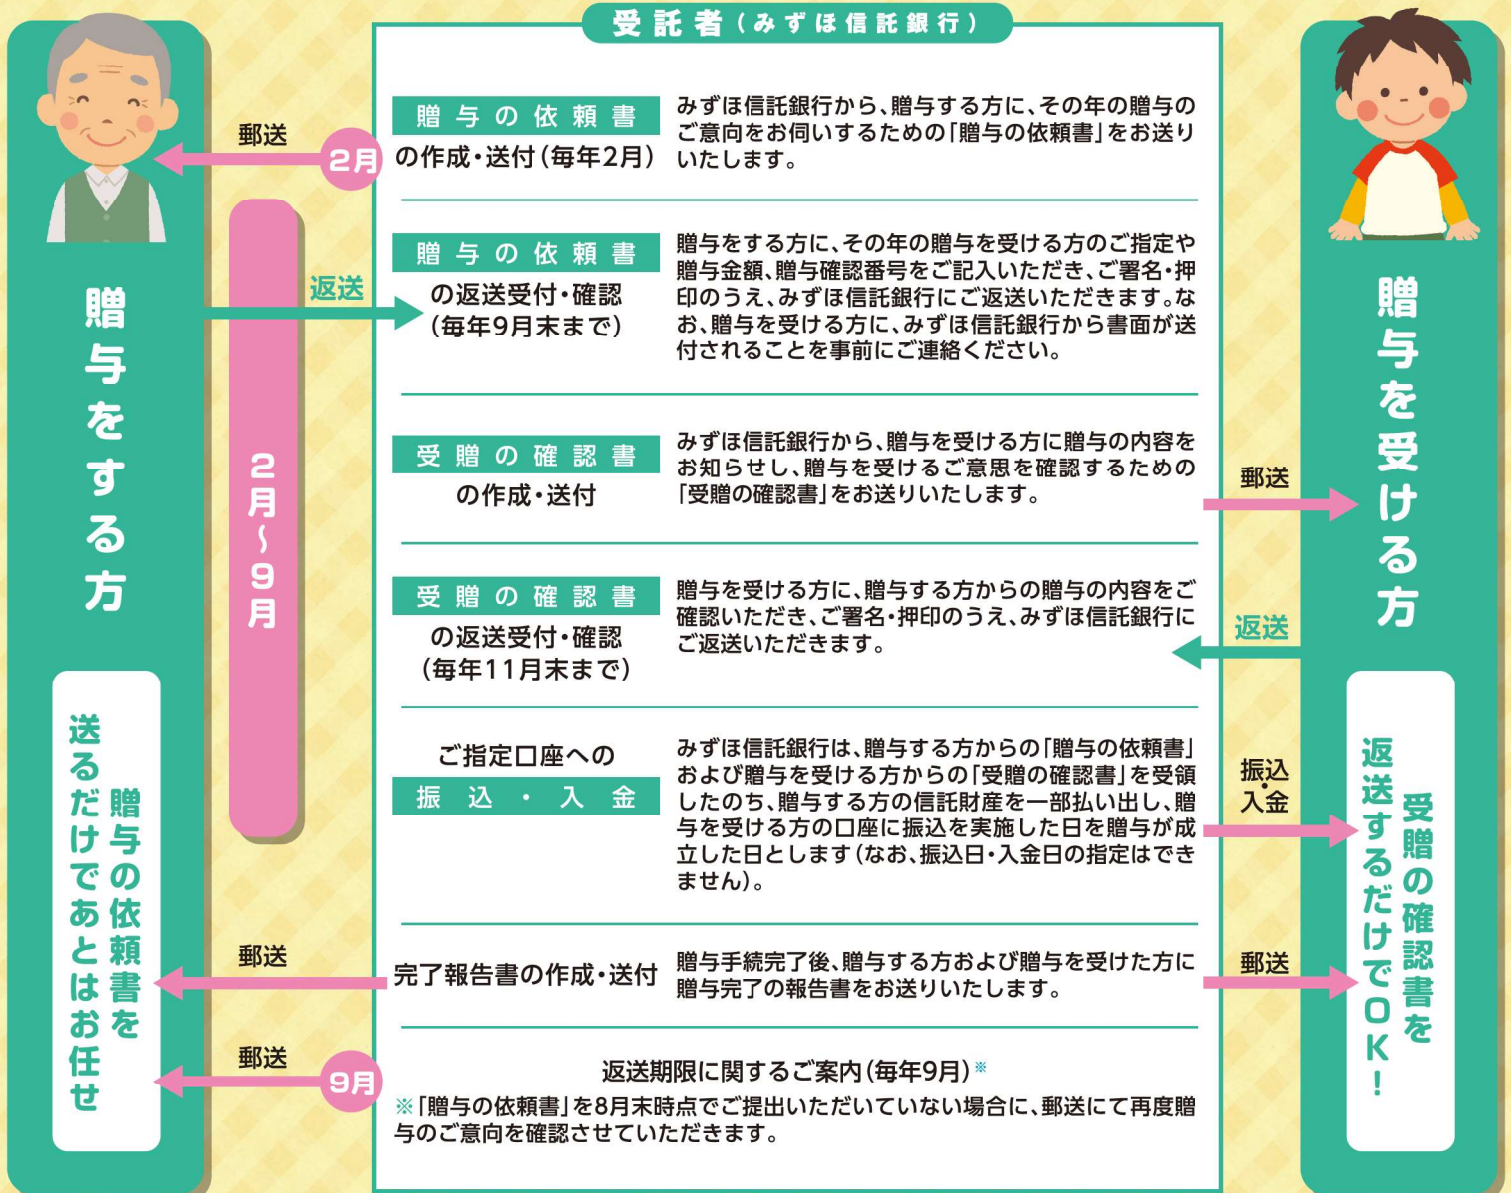 受託者(みずほ信託銀行)
贈与をする方
贈与の依頼書を
送るだけであとはお任せ
2月〜9月
郵送
2月
贈与の依頼書
の作成・送付(毎年2月)
みずほ信託銀行から、贈与する方に、その年の贈与の
ご意向をお伺いするための「贈与の依頼書」をお送り
いたします。
返送
贈与の依頼書
の返送受付・確認
(毎年9月末まで)
贈与をする方に、その年の贈与を受ける方のご指定や
贈与金額、贈与確認番号をご記入いただき、ご署名・押
印のうえ、みずほ信託銀行にご返送いただきます。な
お、贈与を受ける方に、みずほ信託銀行から書面が送
付されることを事前にご連絡ください。
受贈の確認書
の作成・送付
みずほ信託銀行から、贈与を受ける方に贈与の内容を
お知らせし、贈与を受けるご意思を確認するための
「受贈の確認書」をお送りいたします。
郵送
受贈の確認書
の返送受付・確認
(毎年11月末まで)
贈与を受ける方に、贈与する方からの贈与の内容をご
確認いただき、ご署名・押印のうえ、みずほ信託銀行に
ご返送いただきます。
返送
ご指定口座への
振込・入金
みずほ信託銀行は、贈与する方からの「贈与の依頼書」
および贈与を受ける方からの「受贈の確認書」を受領
したのち、贈与する方の信託財産を一部払い出し、贈
与を受ける方の口座に振込を実施した日を贈与が成
立した日とします(なお、振込日・入金日の指定はでき
ません)。
振込・
入金
郵送
完了報告書の作成・送付
贈与手続完了後、贈与する方および贈与を受けた方に
贈与完了の報告書をお送りいたします。
郵送
郵送
9月
返送期限に関するご案内(毎年9月)※
※「贈与の依頼書」を8月末時点でご提出いただいていない場合に、郵送にて再度贈
与のご意向を確認させていただきます。
贈与を受ける方
受贈の確認書を
返送するだけでOK!